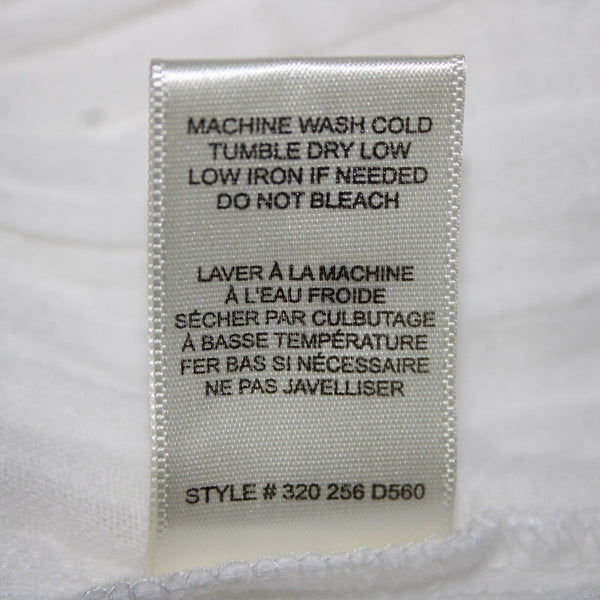 MACHINE WASH COLD
TUMBLE DRY LOW
LOW IRON IF NEEDED
DO NOT BLEACH
LAVER À LA MACHINE
À L'EAU FROIDE
SÉCHER PAR CULBUTAGE
À BASSE TEMPÉRATURE
FER BAS SI NÉCESSAIRE
NE PAS JAVELLISER
STYLE # 320 256 D560